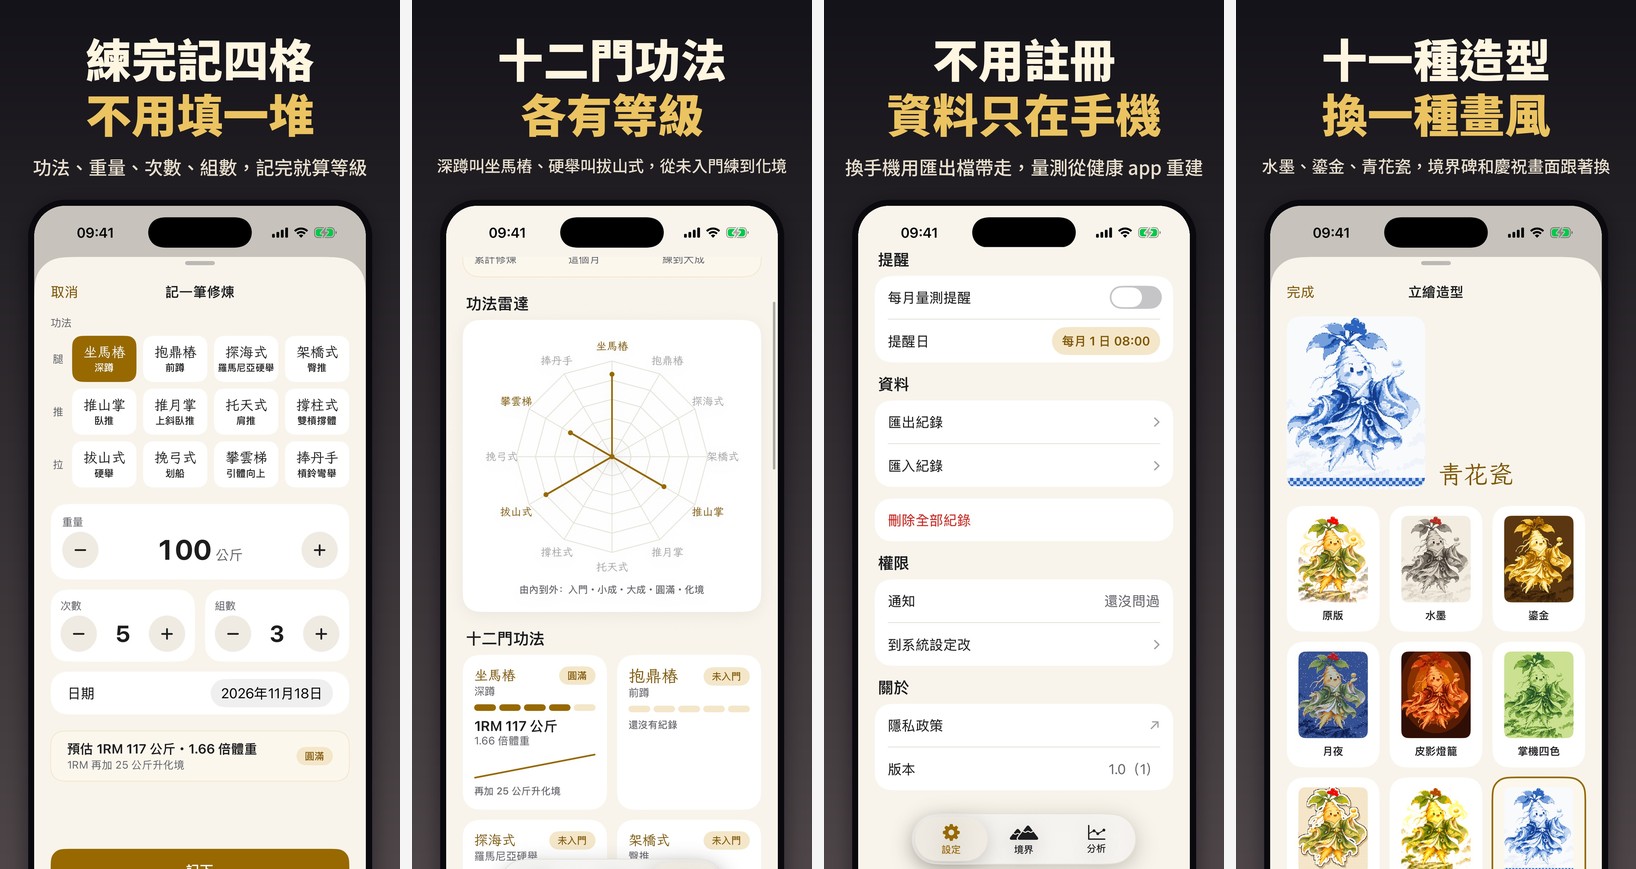 練完記四格
不用填一堆
功法、重量、次數、組數，記完就算等級
09:41
取消
記一筆修煉
功法
腿
坐馬樁
深蹲
抱鼎樁
前蹲
探海式
羅馬尼亞硬舉
架橋式
臀推
推
推山掌
臥推
推月掌
上斜臥推
托天式
肩推
撐柱式
雙槓撐體
拉
拔山式
硬舉
挽弓式
划船
攀雲梯
引體向上
捧丹手
槓鈴彎舉
重量
− 100 公斤 +
次數
− 5 +
組數
− 3 +
日期
2026年11月18日
預估 1RM 117 公斤・1.66 倍體重
1RM 再加 25 公斤升化境
圓滿
十二門功法
各有等級
深蹲叫坐馬樁、硬舉叫拔山式，從未入門練到化境
09:41
累計修煉
這個月
練到大成
功法雷達
坐馬樁
抱鼎樁
探海式
架橋式
推山掌
推月掌
托天式
撐柱式
拔山式
挽弓式
攀雲梯
捧丹手
由內到外：入門・小成・大成・圓滿・化境
十二門功法
坐馬樁
圓滿
深蹲
1RM 117 公斤
1.66 倍體重
再加 25 公斤升化境
抱鼎樁
未入門
前蹲
還沒有紀錄
探海式
未入門
羅馬尼亞硬舉
架橋式
未入門
臀推
不用註冊
資料只在手機
換手機用匯出檔帶走，量測從健康 app 重建
09:41
提醒
每月量測提醒
提醒日
每月 1 日 08:00
資料
匯出紀錄
匯入紀錄
刪除全部紀錄
權限
通知
還沒問過
到系統設定改
關於
隱私政策
版本
1.0（1）
設定
境界
分析
十一種造型
換一種畫風
水墨、鎏金、青花瓷，境界碑和慶祝畫面跟著換
09:41
完成
立繪造型
青花瓷
原版
水墨
鎏金
月夜
皮影燈籠
掌機四色